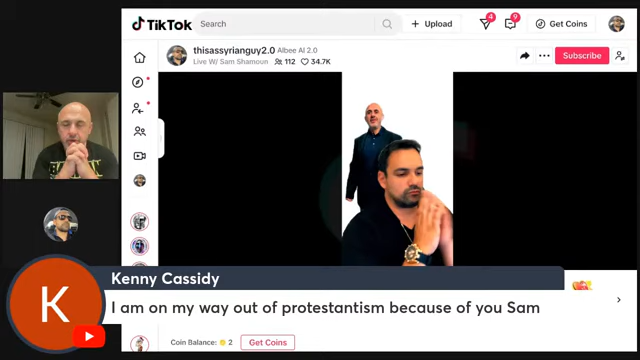 TikTok
Search
+ Upload
4
9
Get Coins
thisassyrianguy2.0 Albee AI 2.0
Live W/ Sam Shamoun 112 34.7K
Subscribe
Kenny Cassidy
K
I am on my way out of protestantism because of you Sam
Coin Balance: 2 Get Coins